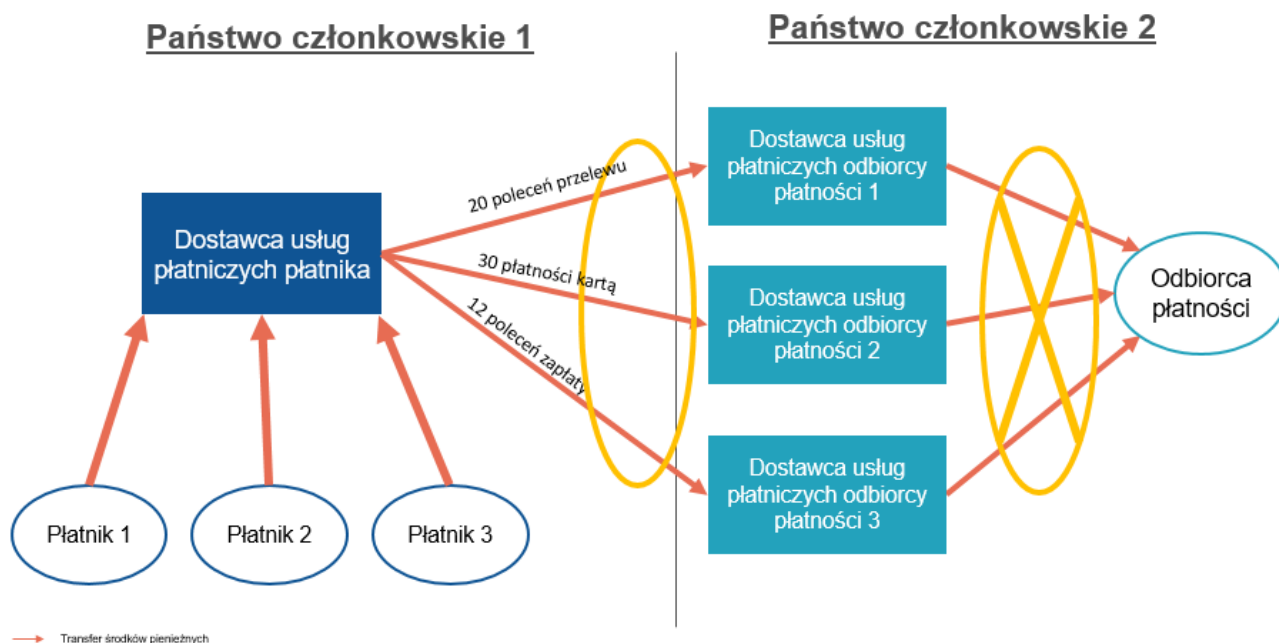 Państwo członkowskie 1
Państwo członkowskie 2
Dostawca usług
płatniczych płatnika
20 poleceń przelewu
30 płatności kartą
12 poleceń zapłaty
Dostawca usług
płatniczych odbiorcy
płatności 1
Dostawca usług
płatniczych odbiorcy
płatności 2
Dostawca usług
płatniczych odbiorcy
płatności 3
Odbiorca
płatności
Płatnik 1
Płatnik 2
Płatnik 3
Transfer środków pieniężnych